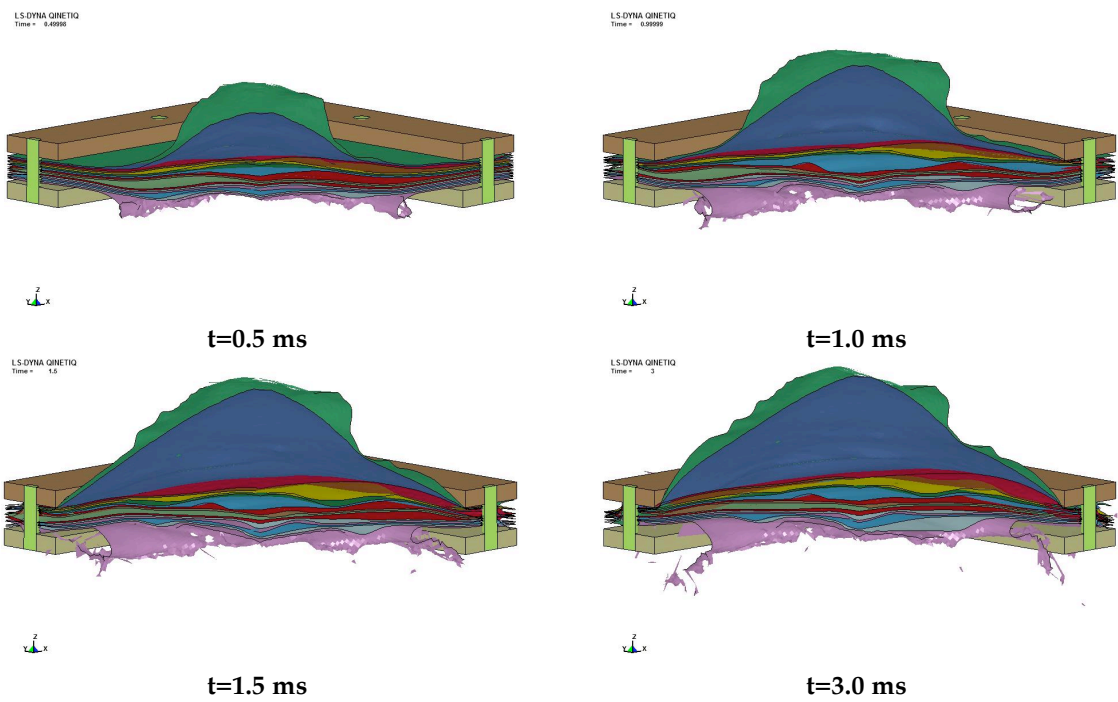 LS-DYNA QINETIQ
Time = 0.49998
Z
Y X
t=0.5 ms
LS-DYNA QINETIQ
Time = 0.99999
Z
Y X
t=1.0 ms
LS-DYNA QINETIQ
Time = 1.5
Z
Y X
t=1.5 ms
LS-DYNA QINETIQ
Time = 3
Z
Y X
t=3.0 ms